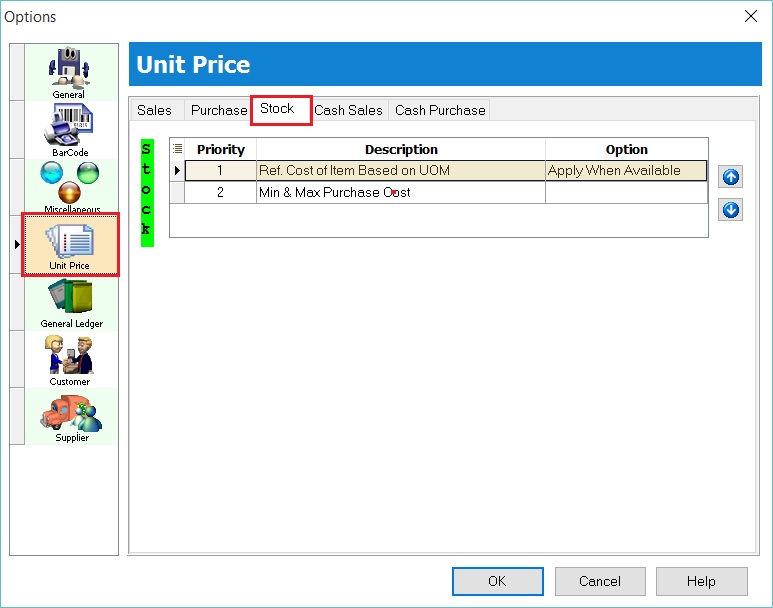 Options
General
BarCode
Miscellaneous
Unit Price
General Ledger
Customer
Supplier
Unit Price
Sales Purchase Stock Cash Sales Cash Purchase
Stock
Priority Description Option
1 Ref. Cost of Item Based on UOM Apply When Available
2 Min & Max Purchase Cost
OK Cancel Help